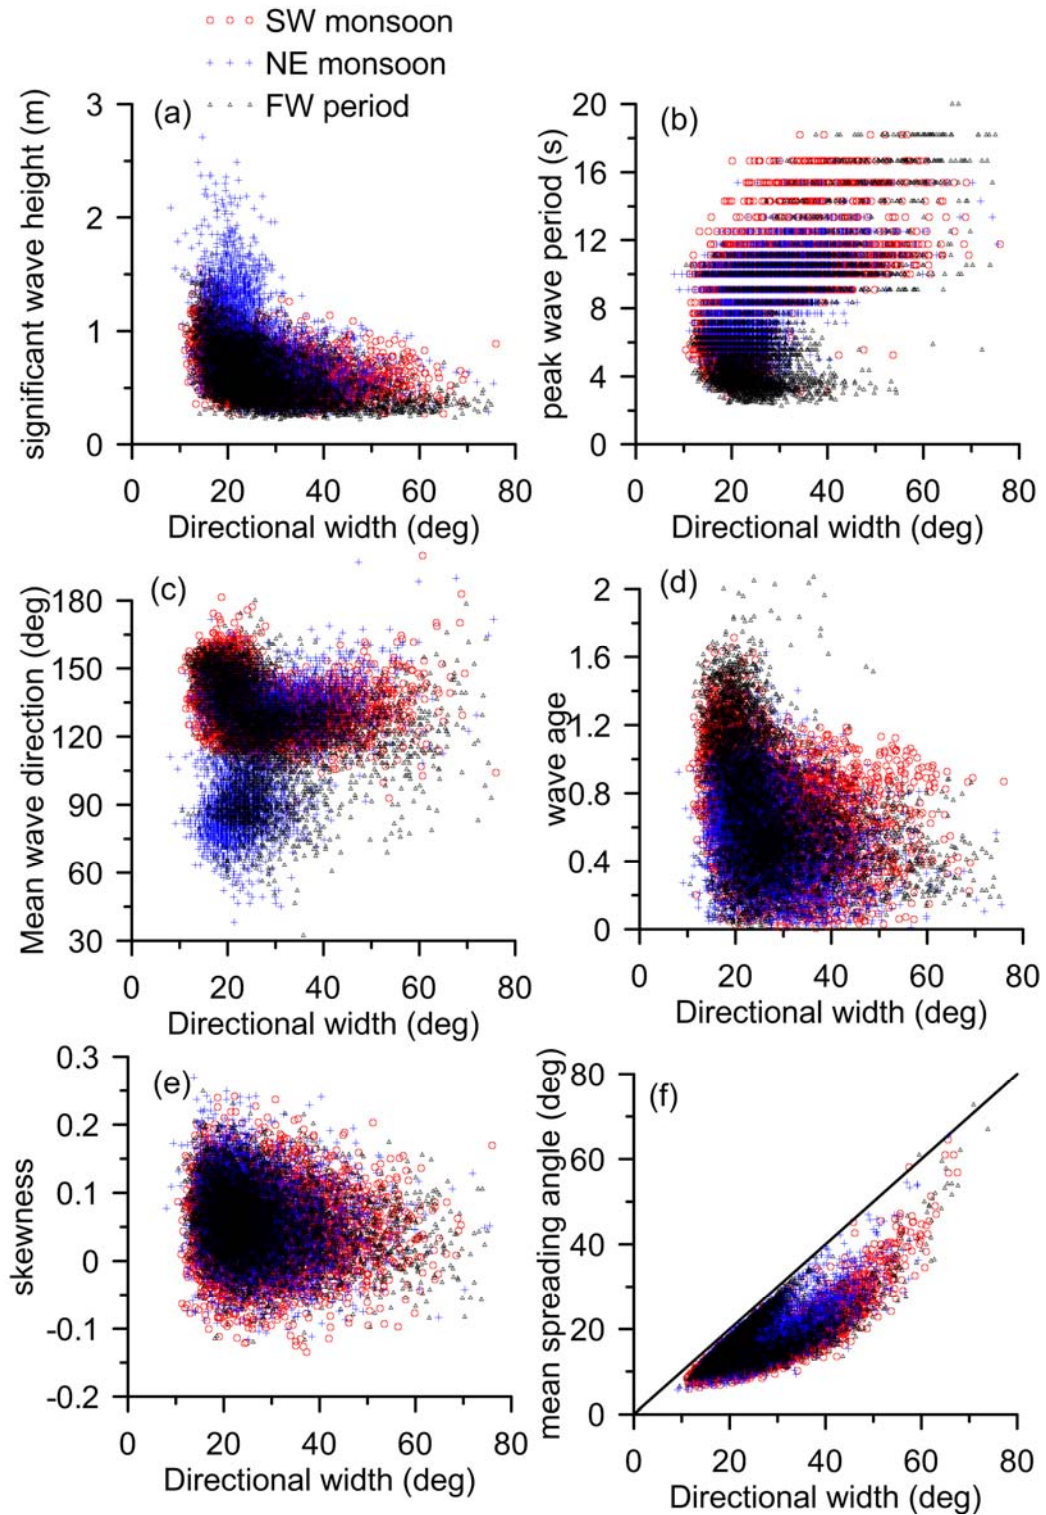 SW monsoon
NE monsoon
FW period
(a)
significant wave height (m)
3
2
1
0
0 20 40 60 80
Directional width (deg)
(b)
peak wave period (s)
20
16
12
8
4
0
0 20 40 60 80
Directional width (deg)
(c)
Mean wave direction (deg)
180
150
120
90
60
30
0 20 40 60 80
Directional width (deg)
(d)
wave age
2
1.6
1.2
0.8
0.4
0
0 20 40 60 80
Directional width (deg)
(e)
skewness
0.3
0.2
0.1
0
-0.1
-0.2
0 20 40 60 80
Directional width (deg)
(f)
mean spreading angle (deg)
80
60
40
20
0
0 20 40 60 80
Directional width (deg)